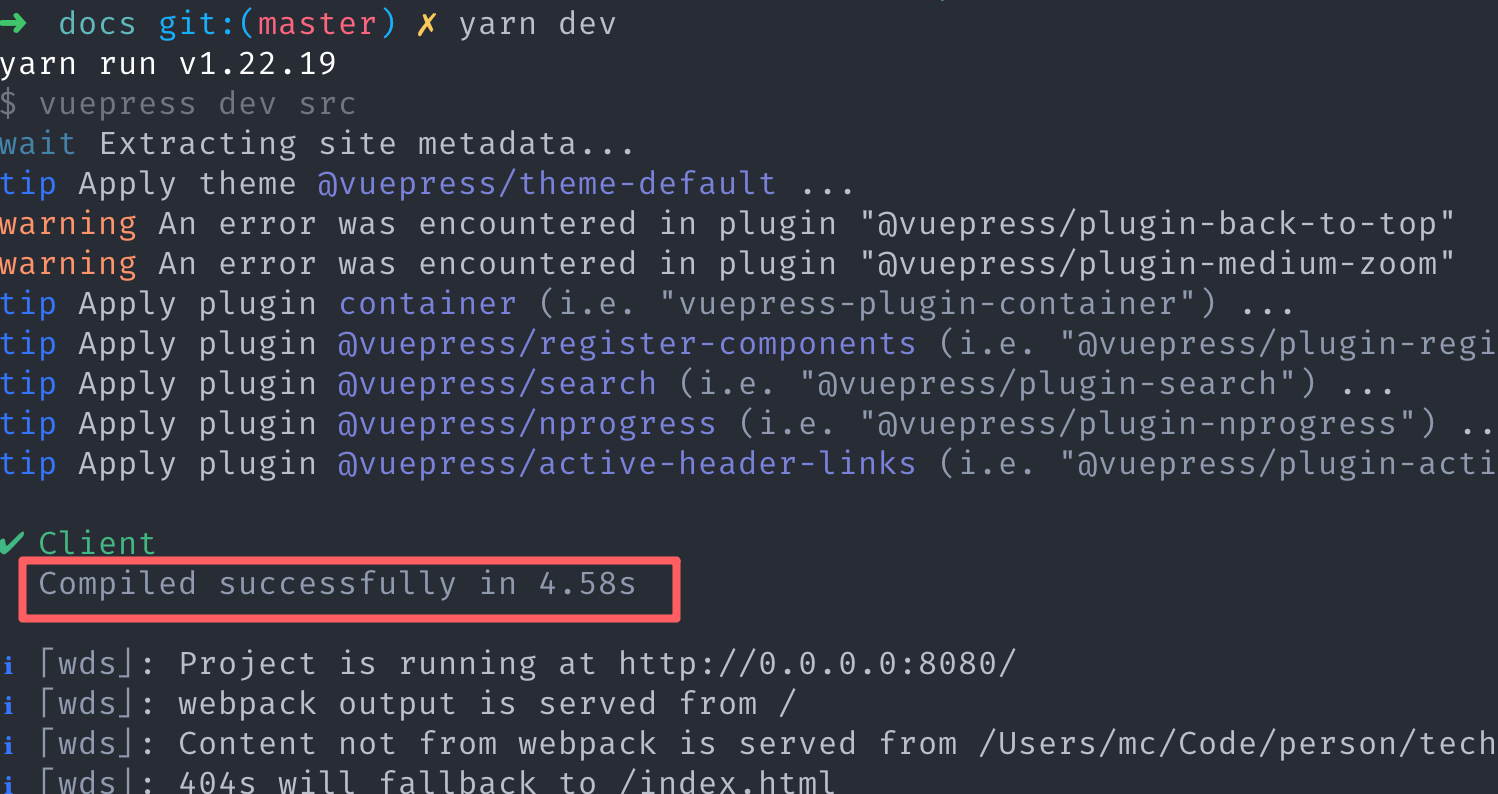 ➜ docs git:(master) ✗ yarn dev
yarn run v1.22.19
$ vuepress dev src
wait Extracting site metadata...
tip Apply theme @vuepress/theme-default ...
warning An error was encountered in plugin "@vuepress/plugin-back-to-top"
warning An error was encountered in plugin "@vuepress/plugin-medium-zoom"
tip Apply plugin container (i.e. "vuepress-plugin-container") ...
tip Apply plugin @vuepress/register-components (i.e. "@vuepress/plugin-regi
tip Apply plugin @vuepress/search (i.e. "@vuepress/plugin-search") ...
tip Apply plugin @vuepress/nprogress (i.e. "@vuepress/plugin-nprogress") ..
tip Apply plugin @vuepress/active-header-links (i.e. "@vuepress/plugin-acti
✔ Client
Compiled successfully in 4.58s
ℹ ｢wds｣: Project is running at http://0.0.0.0:8080/
ℹ ｢wds｣: webpack output is served from /
ℹ ｢wds｣: Content not from webpack is served from /Users/mc/Code/person/tech
ℹ ｢wds｣: 404s will fallback to /index.html